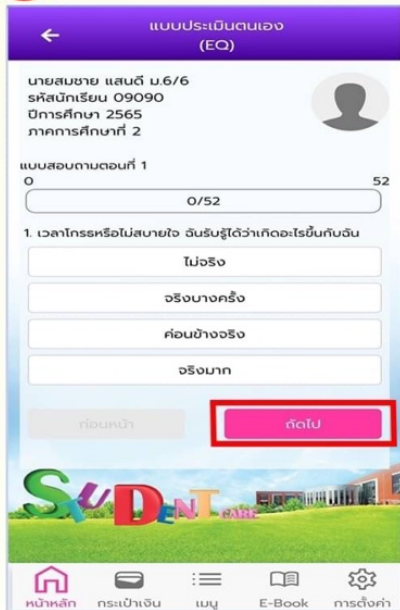 แบบประเมินตนเอง
(EQ)
นายสมชาย แสนดี ม.6/6
รหัสนักเรียน 09090
ปีการศึกษา 2565
ภาคการศึกษาที่ 2
แบบสอบถามตอนที่ 1
0 52
0/52
1. เวลาโกรธหรือไม่สบายใจ ฉันรับรู้ได้ว่าเกิดอะไรขึ้นกับฉัน
ไม่จริง
จริงบางครั้ง
ค่อนข้างจริง
จริงมาก
ก่อนหน้า ถัดไป
STUDENT CARE
หน้าหลัก กระเป๋าเงิน เมนู E-Book การตั้งค่า